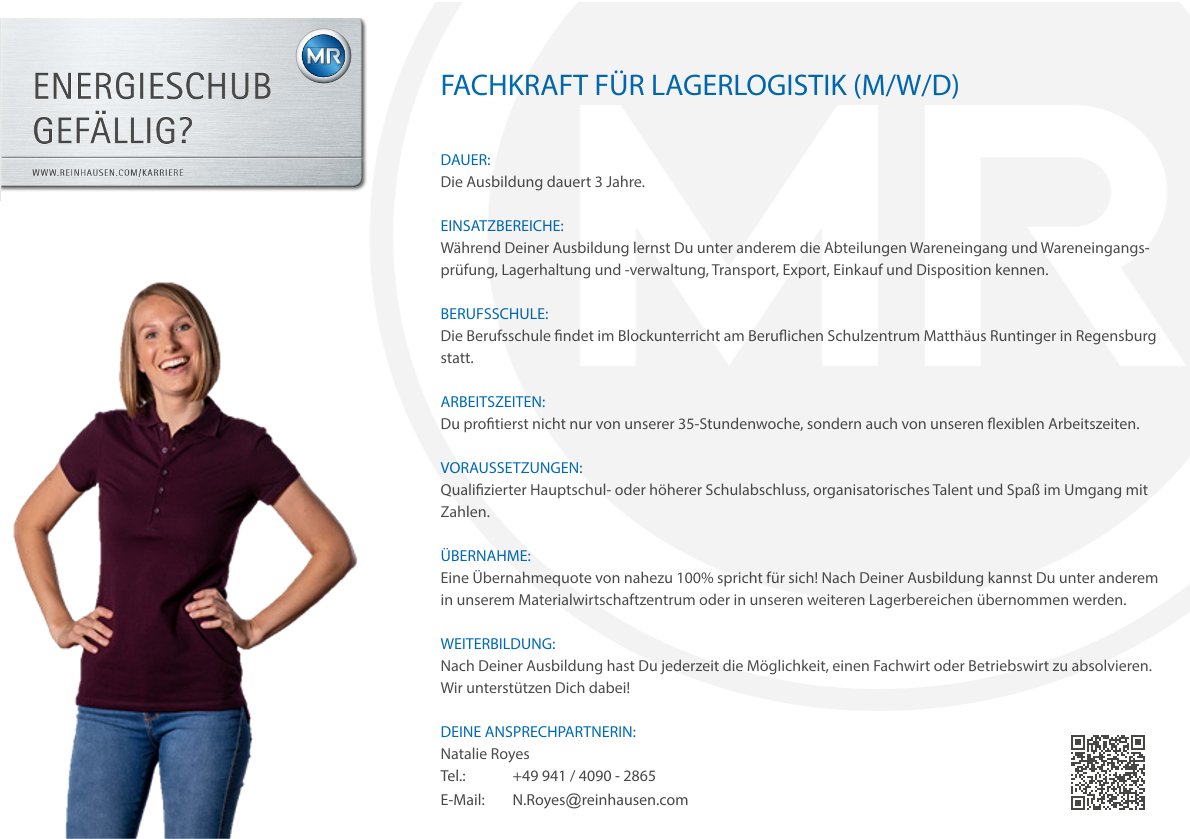 MR
ENERGIESCHUB
GEFÄLLIG?
WWW.REINHAUSEN.COM/KARRIERE
FACHKRAFT FÜR LAGERLOGISTIK (M/W/D)
DAUER:
Die Ausbildung dauert 3 Jahre.
EINSATZBEREICHE:
Während Deiner Ausbildung lernst Du unter anderem die Abteilungen Wareneingang und Wareneingangs-
prüfung, Lagerhaltung und -verwaltung, Transport, Export, Einkauf und Disposition kennen.
BERUFSSCHULE:
Die Berufsschule findet im Blockunterricht am Beruflichen Schulzentrum Matthäus Runtinger in Regensburg
statt.
ARBEITSZEITEN:
Du profitierst nicht nur von unserer 35-Stundenwoche, sondern auch von unseren flexiblen Arbeitszeiten.
VORAUSSETZUNGEN:
Qualifizierter Hauptschul- oder höherer Schulabschluss, organisatorisches Talent und Spaß im Umgang mit
Zahlen.
ÜBERNAHME:
Eine Übernahmequote von nahezu 100% spricht für sich! Nach Deiner Ausbildung kannst Du unter anderem
in unserem Materialwirtschaftzentrum oder in unseren weiteren Lagerbereichen übernommen werden.
WEITERBILDUNG:
Nach Deiner Ausbildung hast Du jederzeit die Möglichkeit, einen Fachwirt oder Betriebswirt zu absolvieren.
Wir unterstützen Dich dabei!
DEINE ANSPRECHPARTNERIN:
Natalie Royes
Tel.: +49 941 / 4090 - 2865
E-Mail: N.Royes@reinhausen.com
MR